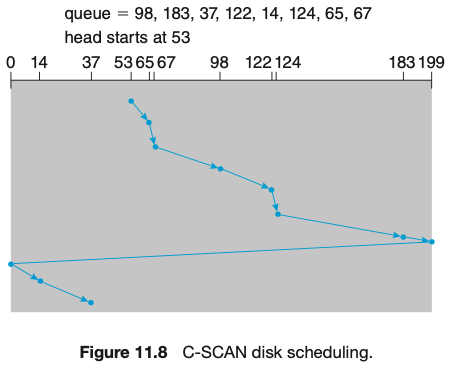 queue = 98, 183, 37, 122, 14, 124, 65, 67
head starts at 53
0 14 37 53 65 67 98 122 124 183 199
Figure 11.8 C-SCAN disk scheduling.